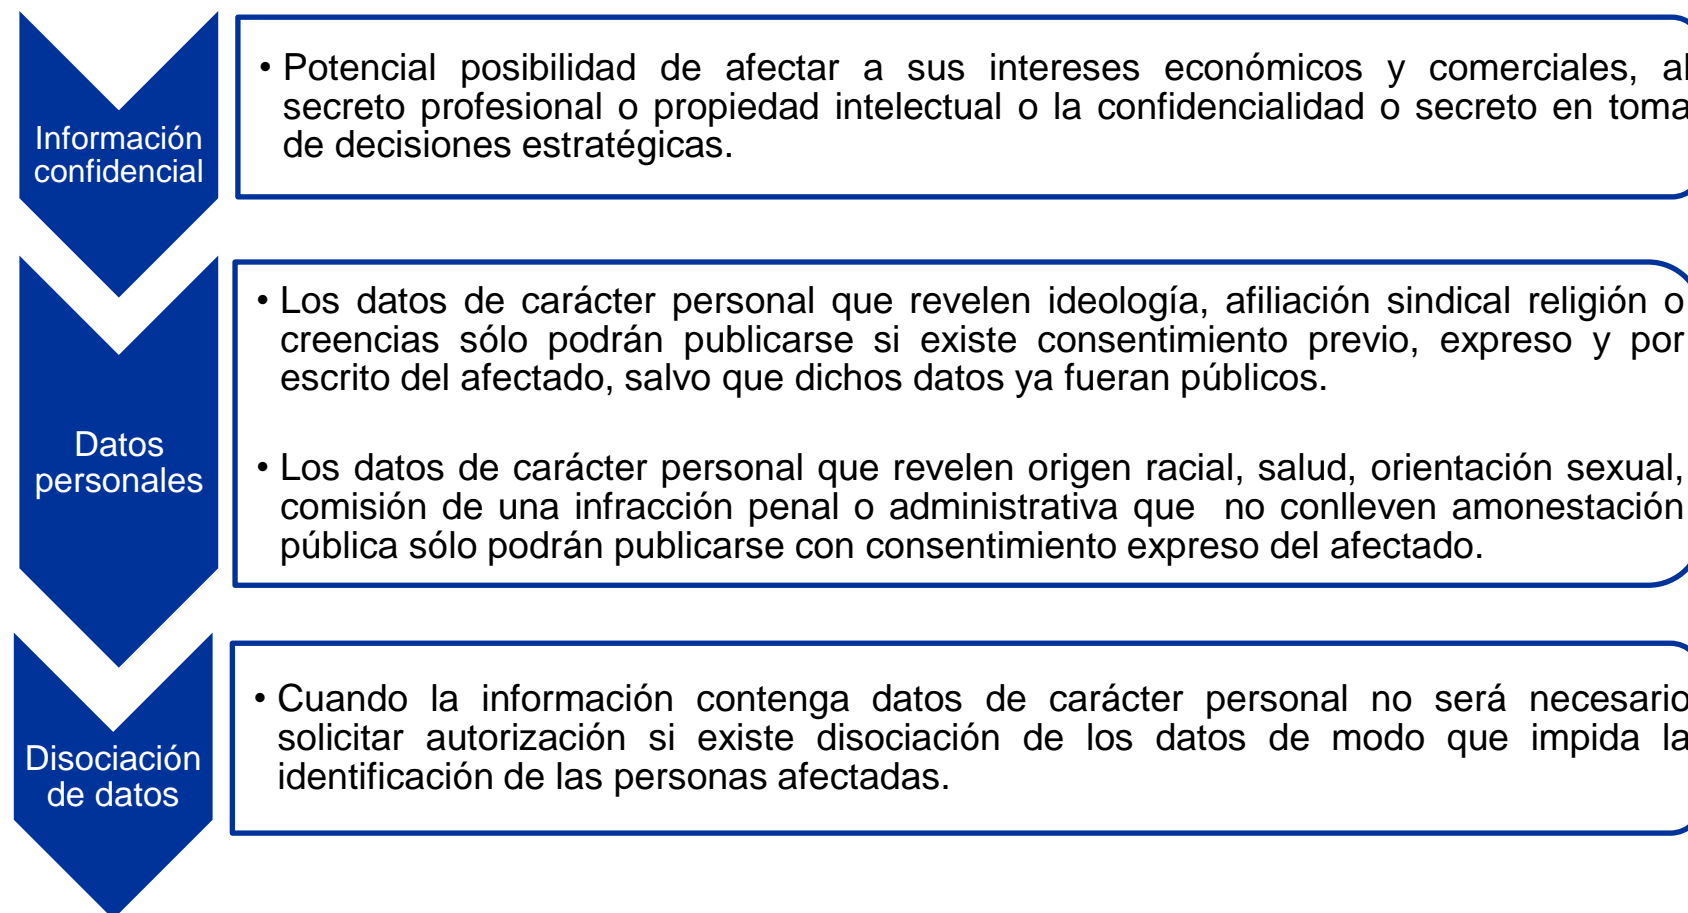 Información
confidencial
• Potencial posibilidad de afectar a sus intereses económicos y comerciales, al
secreto profesional o propiedad intelectual o la confidencialidad o secreto en toma
de decisiones estratégicas.
Datos
personales
• Los datos de carácter personal que revelen ideología, afiliación sindical religión o
creencias sólo podrán publicarse si existe consentimiento previo, expreso y por
escrito del afectado, salvo que dichos datos ya fueran públicos.
• Los datos de carácter personal que revelen origen racial, salud, orientación sexual,
comisión de una infracción penal o administrativa que no conlleven amonestación
pública sólo podrán publicarse con consentimiento expreso del afectado.
Disociación
de datos
• Cuando la información contenga datos de carácter personal no será necesario
solicitar autorización si existe disociación de los datos de modo que impida la
identificación de las personas afectadas.